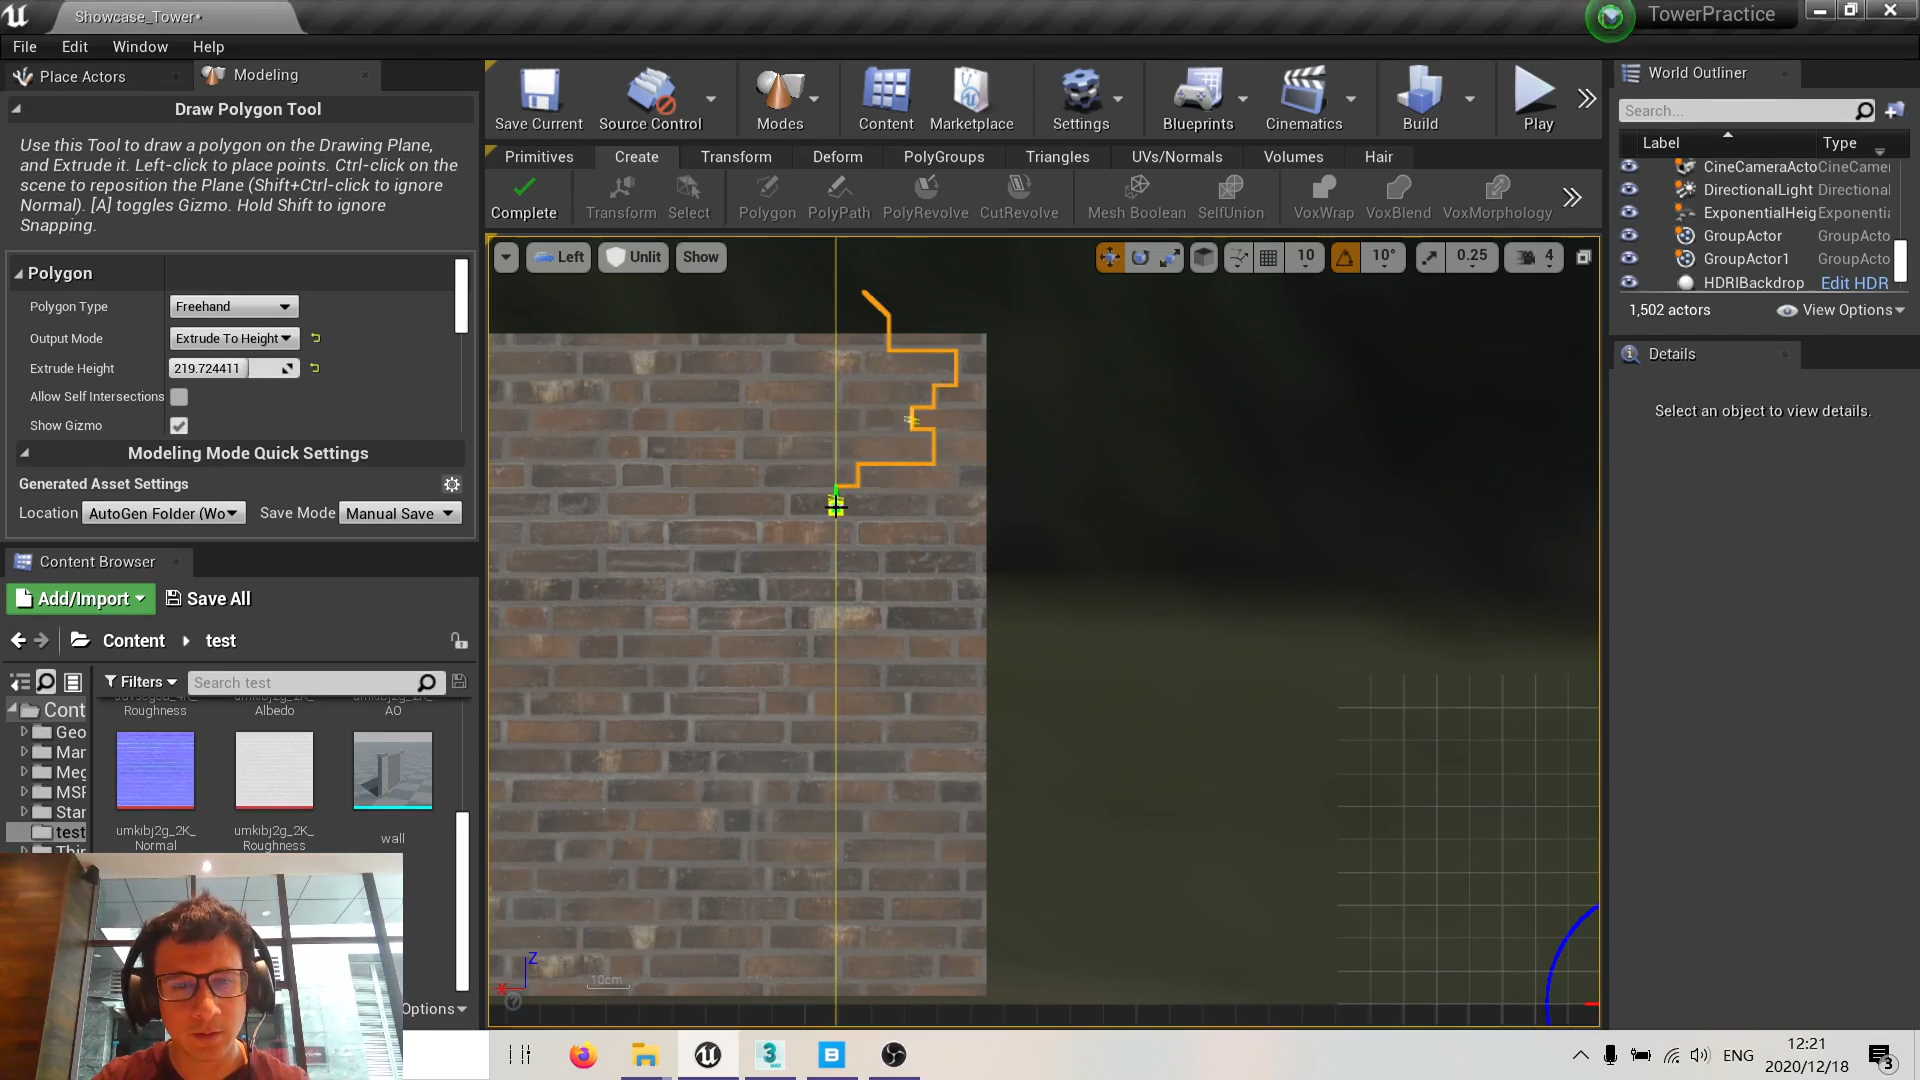 Showcase_Tower*
TowerPractice
File
Edit
Window
Help
Place Actors
Modeling
Draw Polygon Tool
Use this Tool to draw a polygon on the Drawing Plane,
and Extrude it. Left-click to place points. Ctrl-click on the
scene to reposition the Plane (Shift+Ctrl-click to ignore
Normal). [A] toggles Gizmo. Hold Shift to ignore
Snapping.
Polygon
Polygon Type
Freehand
Output Mode
Extrude To Height
Extrude Height
219.724411
Allow Self Intersections
Show Gizmo
Modeling Mode Quick Settings
Generated Asset Settings
Location
AutoGen Folder (Wo
Save Mode
Manual Save
Content Browser
Add/Import
Save All
Content
test
Filters
Search test
Cont
Geo
Mar
Meg
MSP
Star
test
Roughness
Albedo
AO
umkibj2g_2K_
Normal
umkibj2g_2K_
Roughness
wall
Options
Save Current
Source Control
Modes
Content
Marketplace
Settings
Blueprints
Cinematics
Build
Play
Primitives
Create
Transform
Deform
PolyGroups
Triangles
UVs/Normals
Volumes
Hair
Complete
Transform
Select
Polygon
PolyPath
PolyRevolve
CutRevolve
Mesh Boolean
SelfUnion
VoxWrap
VoxBlend
VoxMorphology
Left
Unlit
Show
10
10°
0.25
4
Z
X
10cm
World Outliner
Search...
Label
Type
CineCameraActo
CineCamer
DirectionalLight
Directional
ExponentialHeig
Exponentia
GroupActor
GroupActo
GroupActor1
GroupActo
HDRIBackdrop
Edit HDR
1,502 actors
View Options
Details
Select an object to view details.
3
MAX
B
ENG
12:21
2020/12/18
3